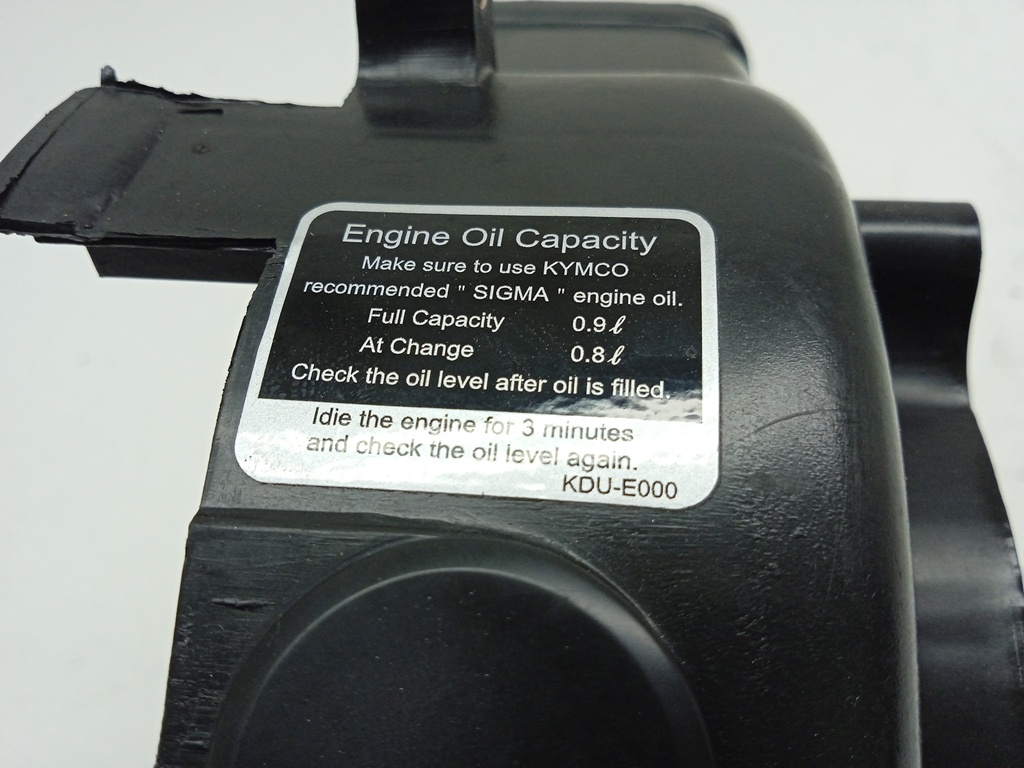 Engine Oil Capacity
Make sure to use KYMCO
recommended " SIGMA " engine oil.
Full Capacity 0.9ℓ
At Change 0.8ℓ
Check the oil level after oil is filled.
Idie the engine for 3 minutes
and check the oil level again.
KDU-E000